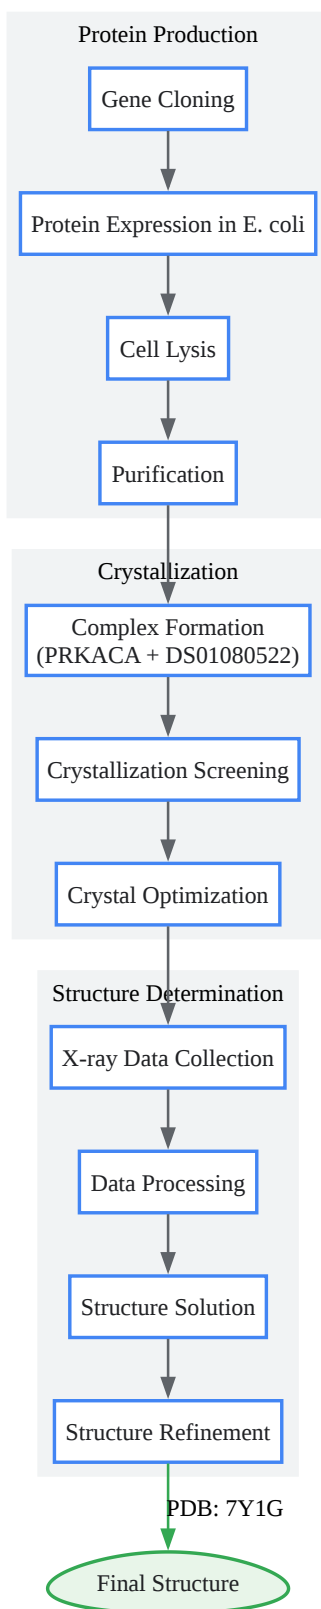 Protein Production
Gene Cloning
Protein Expression in E. coli
Cell Lysis
Purification
Crystallization
Complex Formation
(PRKACA + DS01080522)
Crystallization Screening
Crystal Optimization
Structure Determination
X-ray Data Collection
Data Processing
Structure Solution
Structure Refinement
PDB: 7Y1G
Final Structure